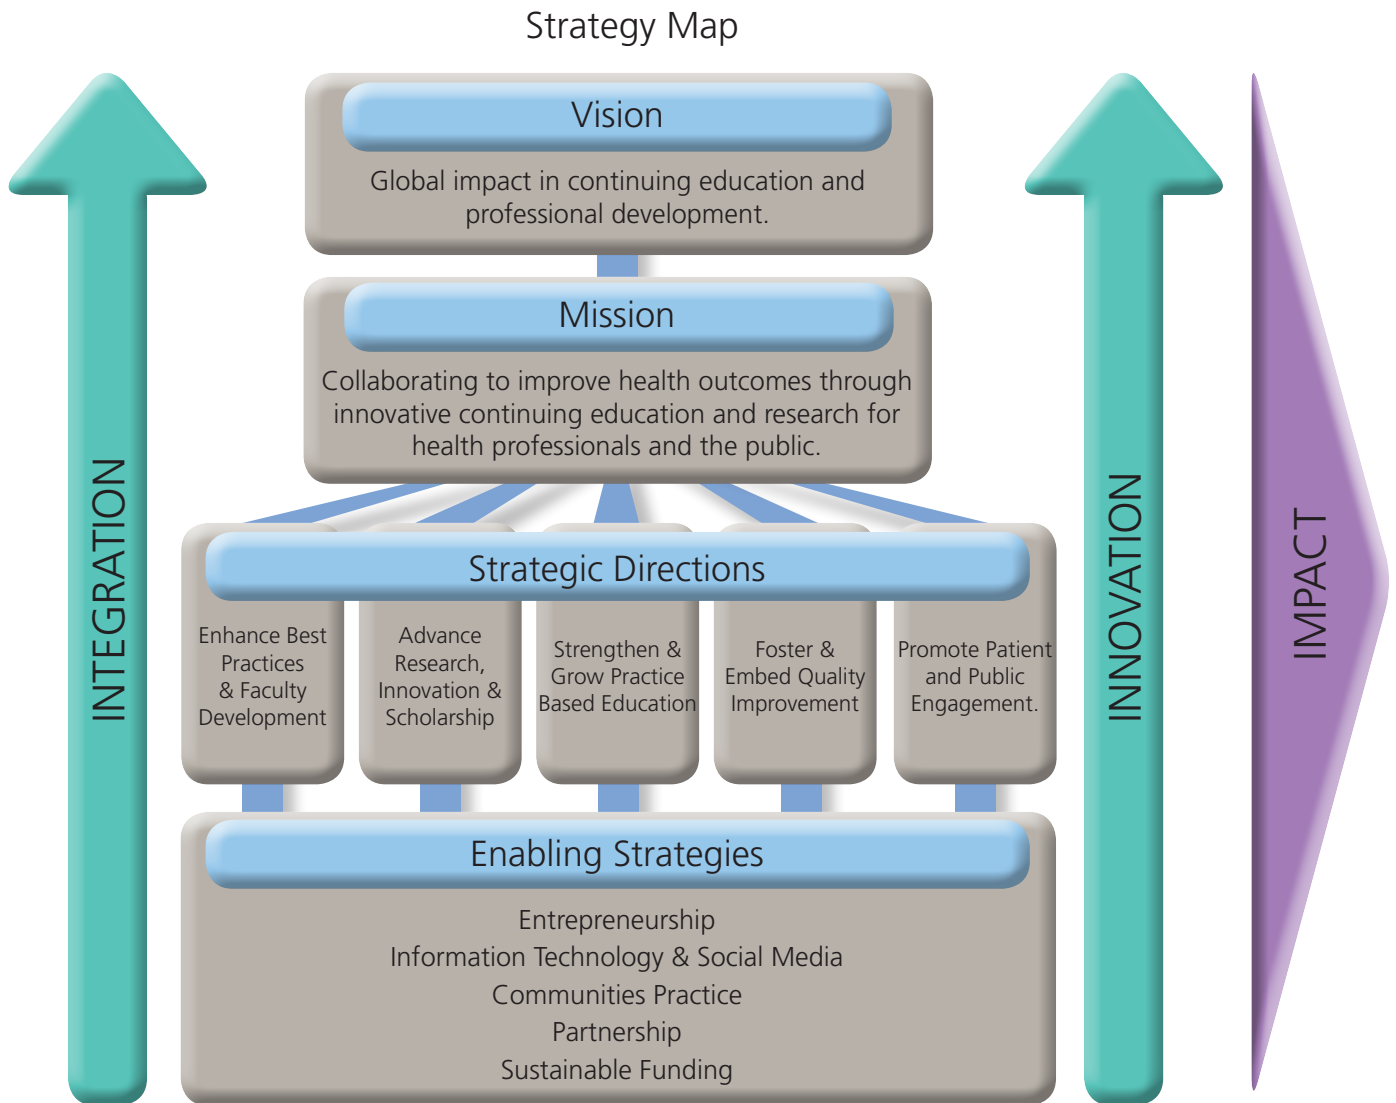 Strategy Map
Vision
Global impact in continuing education and
professional development.
Mission
Collaborating to improve health outcomes through
innovative continuing education and research for
health professionals and the public.
Strategic Directions
Enhance Best
Practices
& Faculty
Development
Advance
Research,
Innovation &
Scholarship
Strengthen &
Grow Practice
Based Education
Foster &
Embed Quality
Improvement
Promote Patient
and Public
Engagement.
Enabling Strategies
Entrepreneurship
Information Technology & Social Media
Communities Practice
Partnership
Sustainable Funding
INTEGRATION
INNOVATION
IMPACT